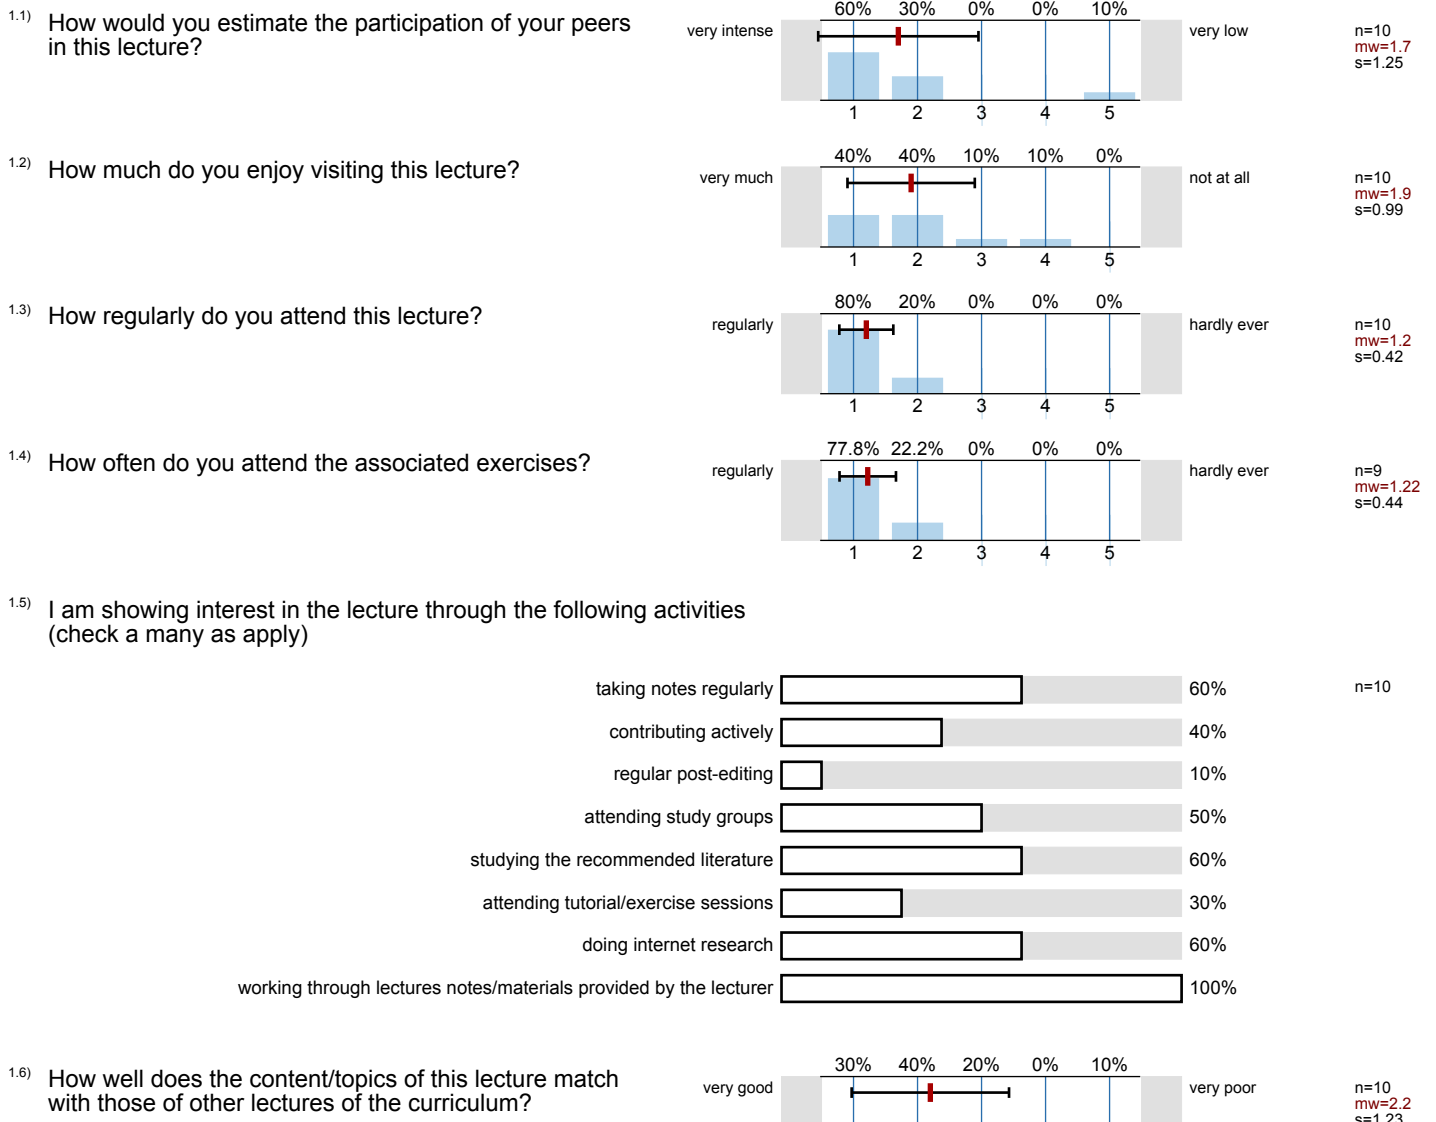 1.1) How would you estimate the participation of your peers
in this lecture?
60% 30% 0% 0% 10%
very intense very low
1 2 3 4 5
n=10
mw=1.7
s=1.25
1.2) How much do you enjoy visiting this lecture?
40% 40% 10% 10% 0%
very much not at all
1 2 3 4 5
n=10
mw=1.9
s=0.99
1.3) How regularly do you attend this lecture?
80% 20% 0% 0% 0%
regularly hardly ever
1 2 3 4 5
n=10
mw=1.2
s=0.42
1.4) How often do you attend the associated exercises?
77.8% 22.2% 0% 0% 0%
regularly hardly ever
1 2 3 4 5
n=9
mw=1.22
s=0.44
1.5) I am showing interest in the lecture through the following activities
(check a many as apply)
taking notes regularly 60% n=10
contributing actively 40%
regular post-editing 10%
attending study groups 50%
studying the recommended literature 60%
attending tutorial/exercise sessions 30%
doing internet research 60%
working through lectures notes/materials provided by the lecturer 100%
1.6) How well does the content/topics of this lecture match
with those of other lectures of the curriculum?
30% 40% 20% 0% 10%
very good very poor
n=10
mw=2.2
s=1.23